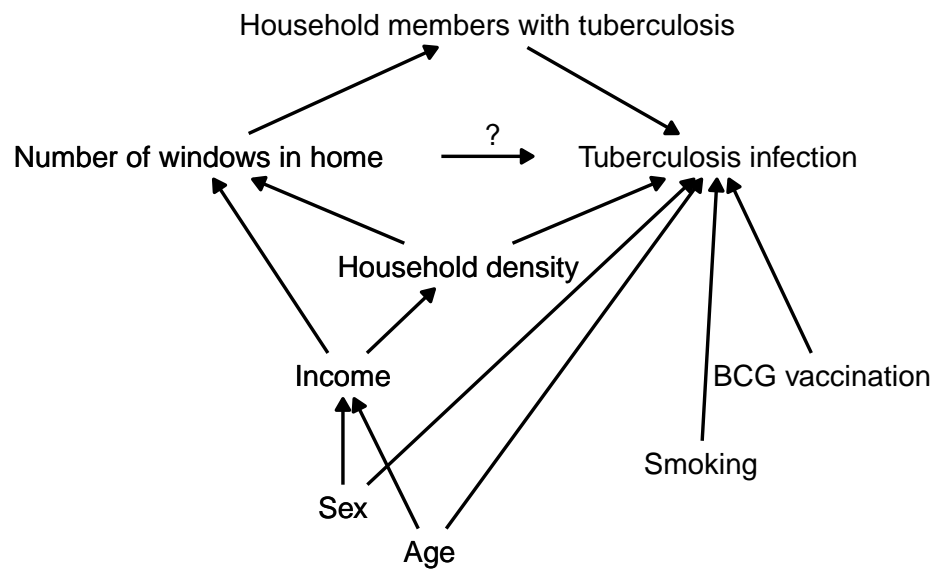 Household members with tuberculosis
?
Number of windows in home
Tuberculosis infection
Household density
Income
BCG vaccination
Smoking
Sex
Age